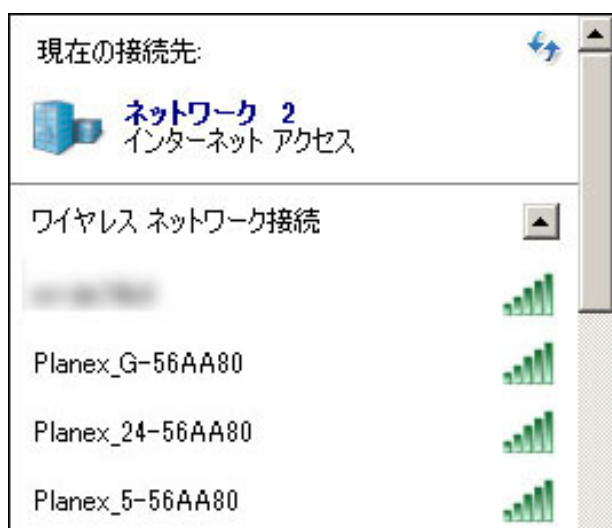 現在の接続先:
ネットワーク 2
インターネット アクセス
ワイヤレス ネットワーク接続
Planex_G-56AA80
Planex_24-56AA80
Planex_5-56AA80